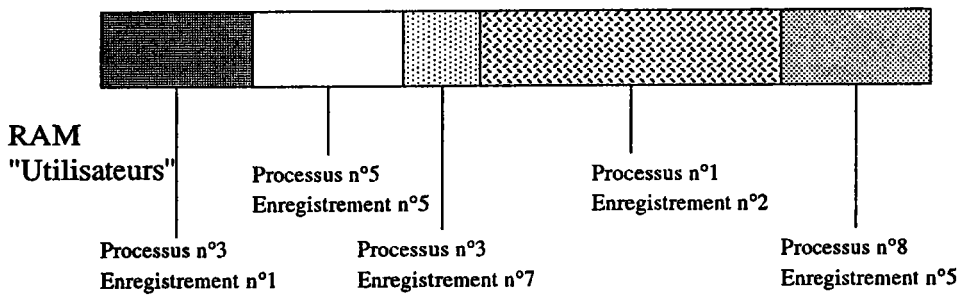 RAM
"Utilisateurs"
Processus n°5
Enregistrement n°5
Processus n°1
Enregistrement n°2
Processus n°3
Enregistrement n°1
Processus n°3
Enregistrement n°7
Processus n°8
Enregistrement n°5